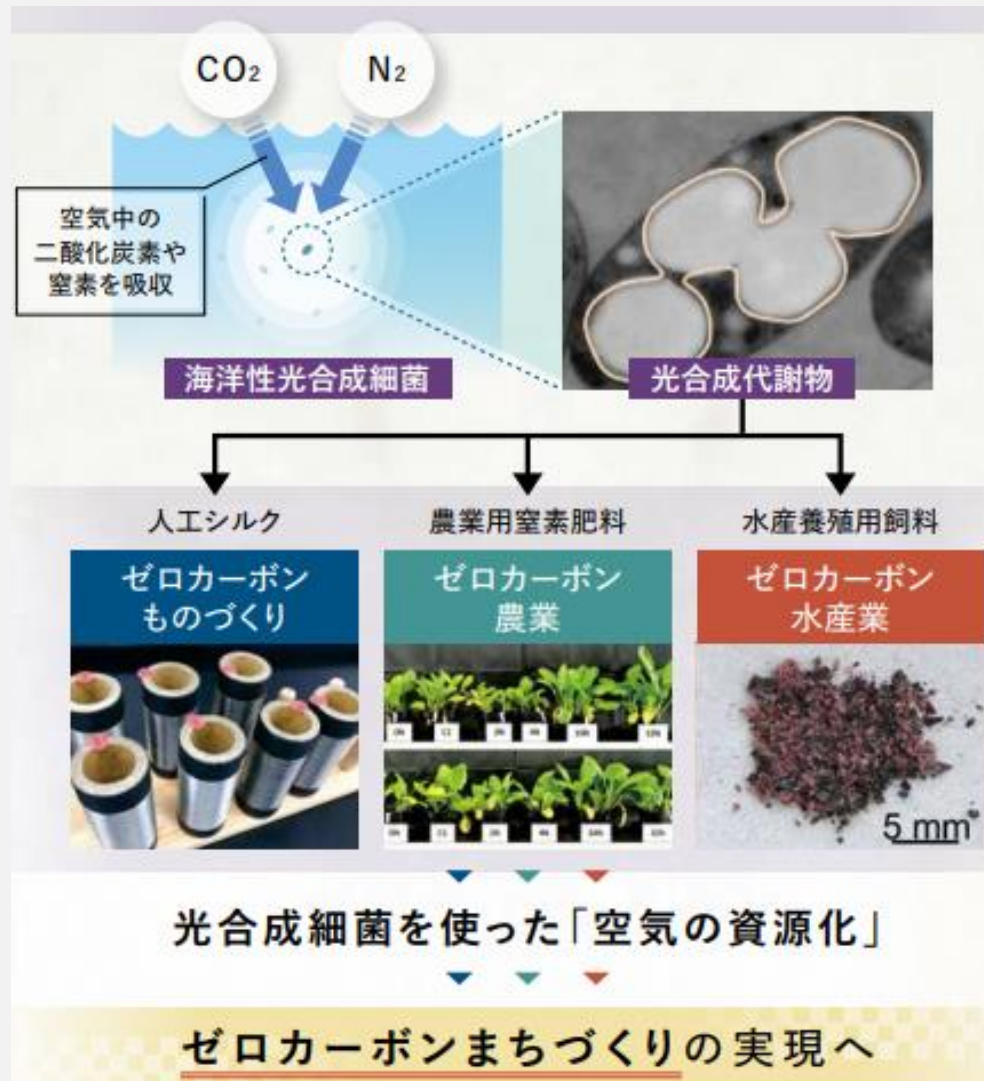 CO₂
N₂
空気中の
二酸化炭素や
窒素を吸収
海洋性光合成細菌
光合成代謝物
人工シルク
農業用窒素肥料
水産養殖用飼料
ゼロカーボン
ものづくり
ゼロカーボン
農業
ゼロカーボン
水産業
5 mm
光合成細菌を使った「空気の資源化」
ゼロカーボンまちづくりの実現へ